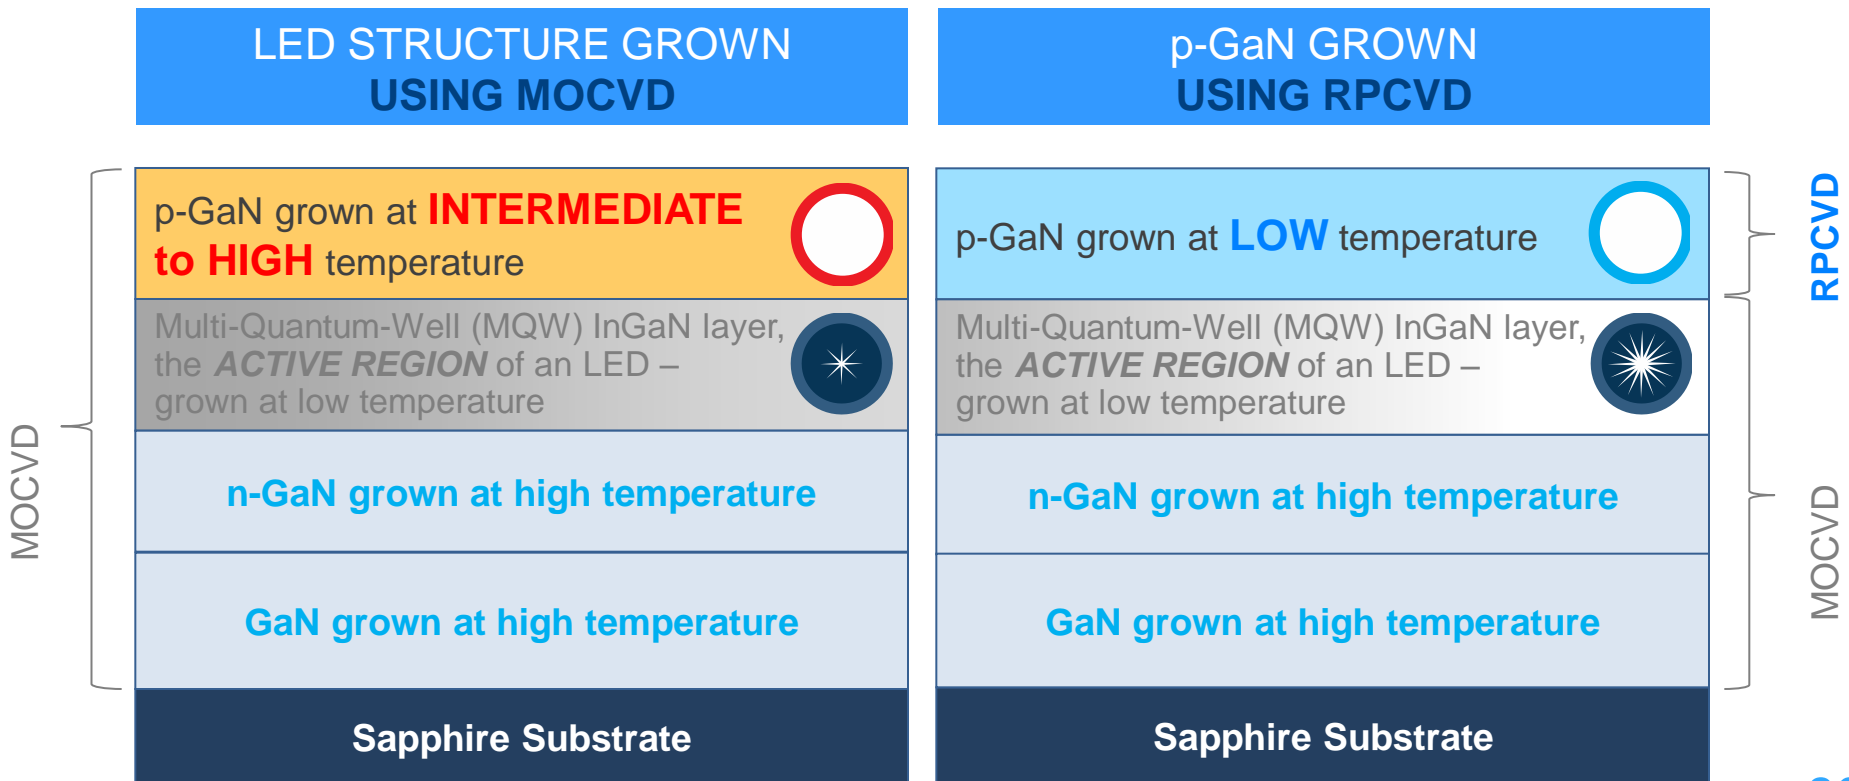 LED STRUCTURE GROWN
USING MOCVD
p-GaN GROWN
USING RPCVD
MOCVD
p-GaN grown at INTERMEDIATE
to HIGH temperature
Multi-Quantum-Well (MQW) InGaN layer,
the ACTIVE REGION of an LED –
grown at low temperature
n-GaN grown at high temperature
GaN grown at high temperature
Sapphire Substrate
p-GaN grown at LOW temperature
Multi-Quantum-Well (MQW) InGaN layer,
the ACTIVE REGION of an LED –
grown at low temperature
n-GaN grown at high temperature
GaN grown at high temperature
Sapphire Substrate
RPCVD
MOCVD